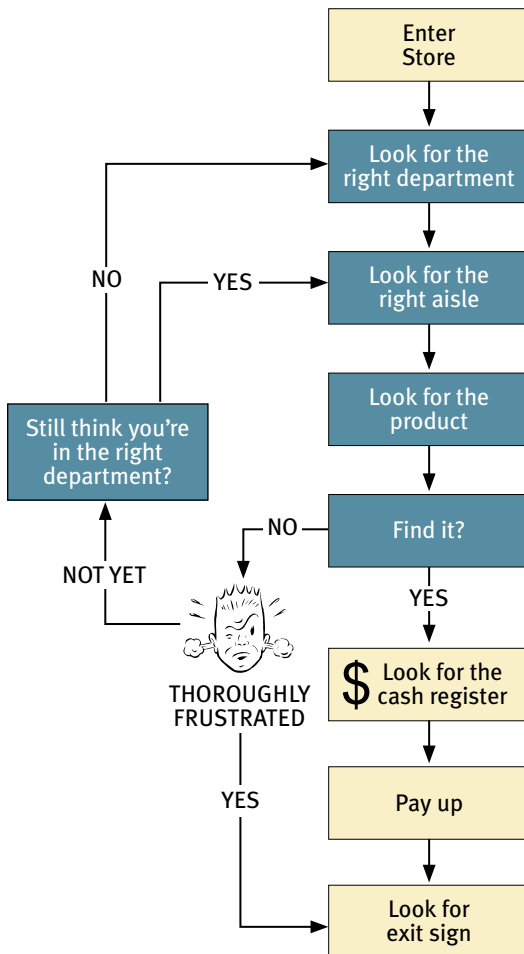 Enter
Store
Look for the
right department
NO
YES
Look for the
right aisle
Look for the
product
Still think you’re
in the right
department?
NO
Find it?
NOT YET
YES
THOROUGHLY
FRUSTRATED
$ Look for the
cash register
YES
Pay up
Look for
exit sign